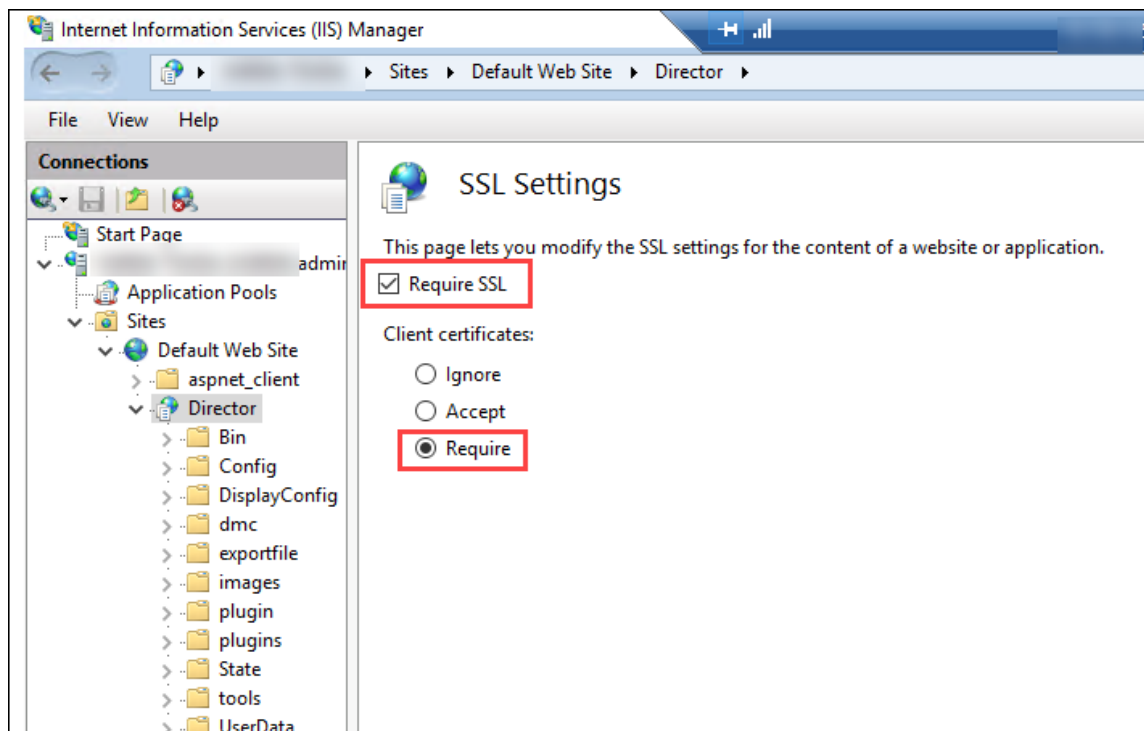 Internet Information Services (IIS) Manager
Sites Default Web Site Director
File View Help
Connections
Start Page
admin
Application Pools
Sites
Default Web Site
aspnet_client
Director
Bin
Config
DisplayConfig
dmc
exportfile
images
plugin
plugins
State
tools
UserData
SSL Settings
This page lets you modify the SSL settings for the content of a website or application.
Require SSL
Client certificates:
Ignore
Accept
Require